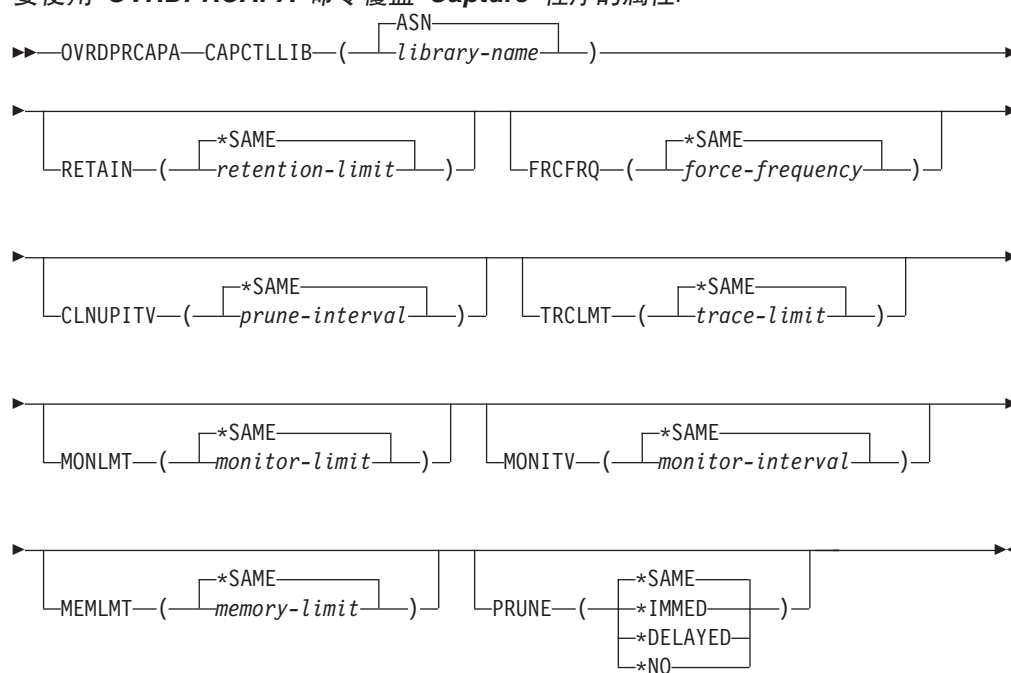 要使用 OVRDPRCAPA 命令覆盖 Capture 程序的属性:
ASN
OVRDPRCAPA CAPCTLLIB ( library-name )
*SAME *SAME
RETAIN ( retention-limit ) FRCFRQ ( force-frequency )
*SAME *SAME
CLNUPITV ( prune-interval ) TRCLMT ( trace-limit )
*SAME *SAME
MONLMT ( monitor-limit ) MONITV ( monitor-interval )
*SAME *SAME
MEMLMT ( memory-limit ) PRUNE ( *IMMED )
*DELAYED
*NO